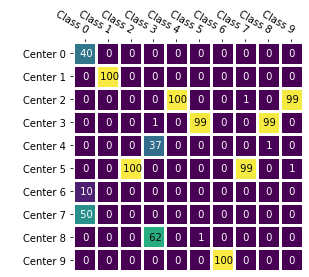 Class 0 Class 1 Class 2 Class 3 Class 4 Class 5 Class 6 Class 7 Class 8 Class 9
Center 0 40 0 0 0 0 0 0 0 0 0
Center 1 0 100 0 0 0 0 0 0 0 0
Center 2 0 0 0 0 100 0 0 1 0 99
Center 3 0 0 0 1 0 99 0 0 99 0
Center 4 0 0 0 37 0 0 0 0 1 0
Center 5 0 0 100 0 0 0 0 99 0 1
Center 6 10 0 0 0 0 0 0 0 0 0
Center 7 50 0 0 0 0 0 0 0 0 0
Center 8 0 0 0 62 0 1 0 0 0 0
Center 9 0 0 0 0 0 0 100 0 0 0